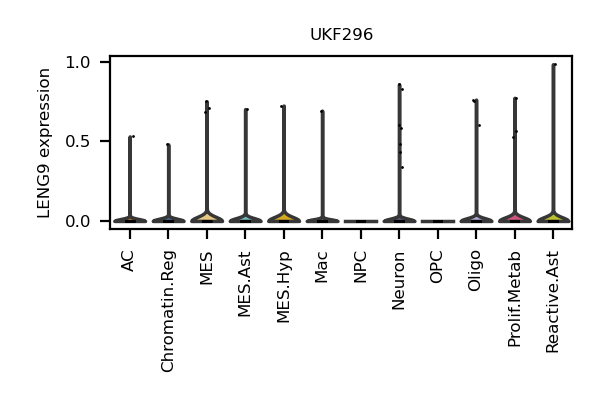 UKF296
LENG9 expression
1.0
0.5
0.0
AC
Chromatin.Reg
MES
MES.Ast
MES.Hyp
Mac
NPC
Neuron
OPC
Oligo
Prolif.Metab
Reactive.Ast